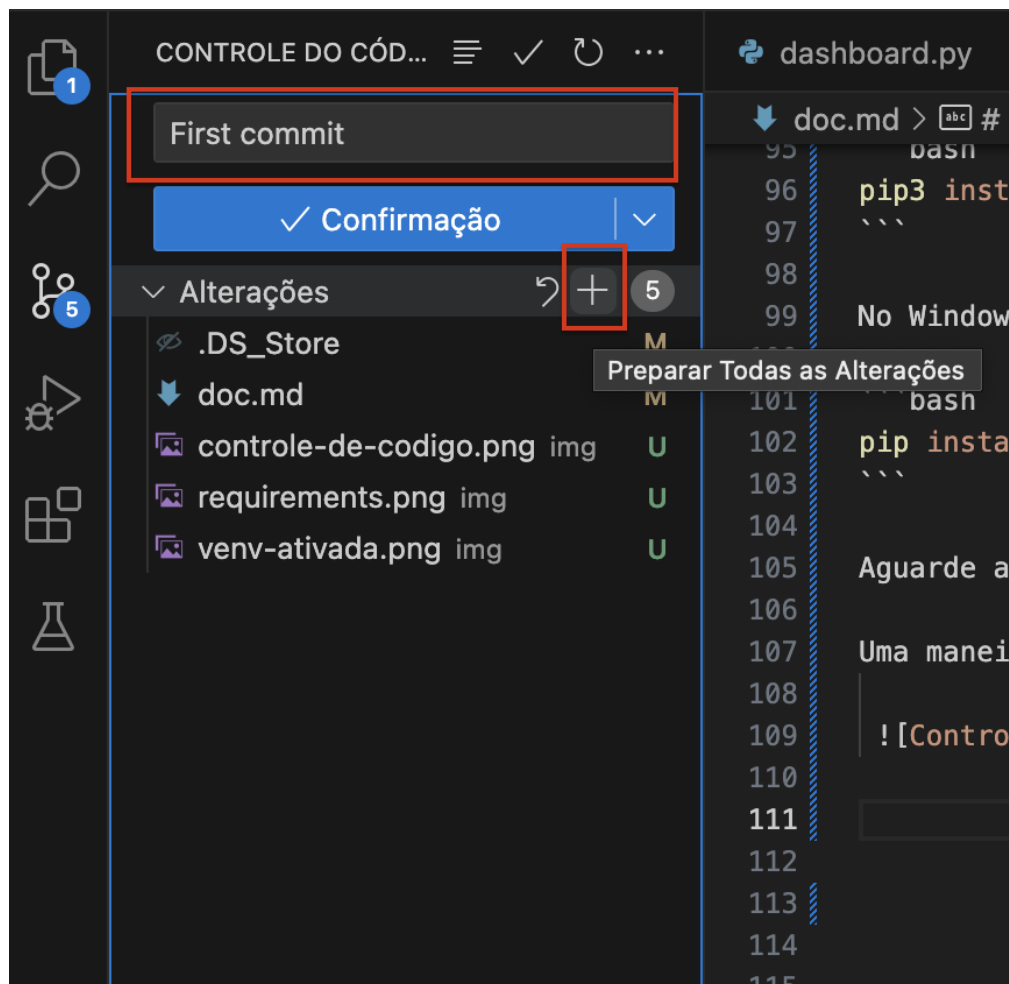 CONTROLE DO CÓD...
1
First commit
Confirmação
5
Alterações
5
.DS_Store M
Preparar Todas as Alterações
doc.md M
controle-de-codigo.png img U
requirements.png img U
venv-ativada.png img U
dashboard.py
doc.md > abc #
95 bash
96 pip3 inst
97 ```
98
99 No Window
101 ```bash
102 pip insta
103 ```
104
105 Aguarde a
106
107 Uma manei
108
109 ![Contro
110
111
112
113
114
115